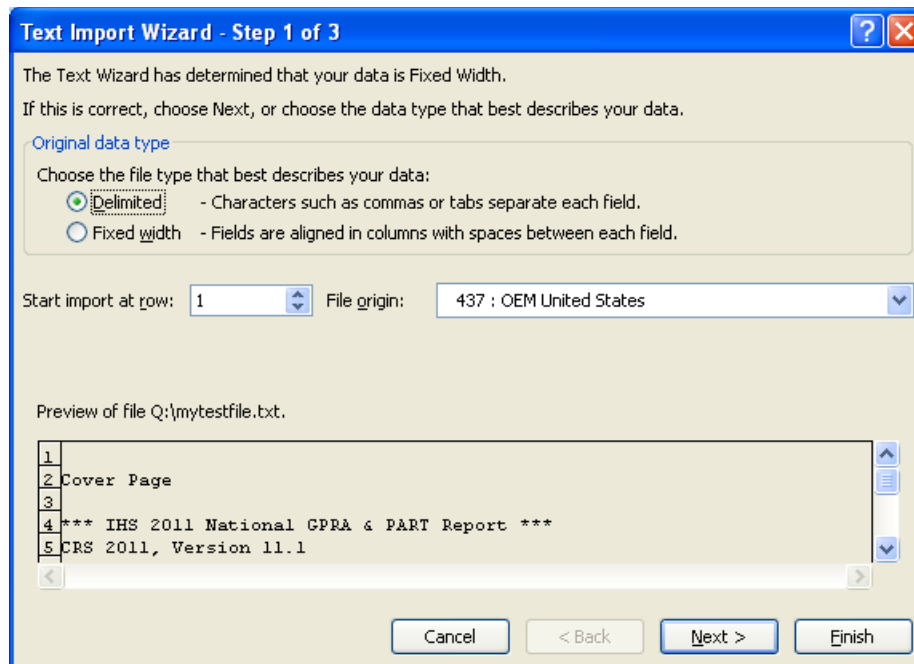 Text Import Wizard - Step 1 of 3
The Text Wizard has determined that your data is Fixed Width.
If this is correct, choose Next, or choose the data type that best describes your data.
Original data type
Choose the file type that best describes your data:
Delimited - Characters such as commas or tabs separate each field.
Fixed width - Fields are aligned in columns with spaces between each field.
Start import at row: 1 File origin: 437 : OEM United States
Preview of file Q:\mytestfile.txt.
1
2 Cover Page
3
4 *** IHS 2011 National GPRA & PART Report ***
5 CRS 2011, Version 11.1
Cancel < Back Next > Finish